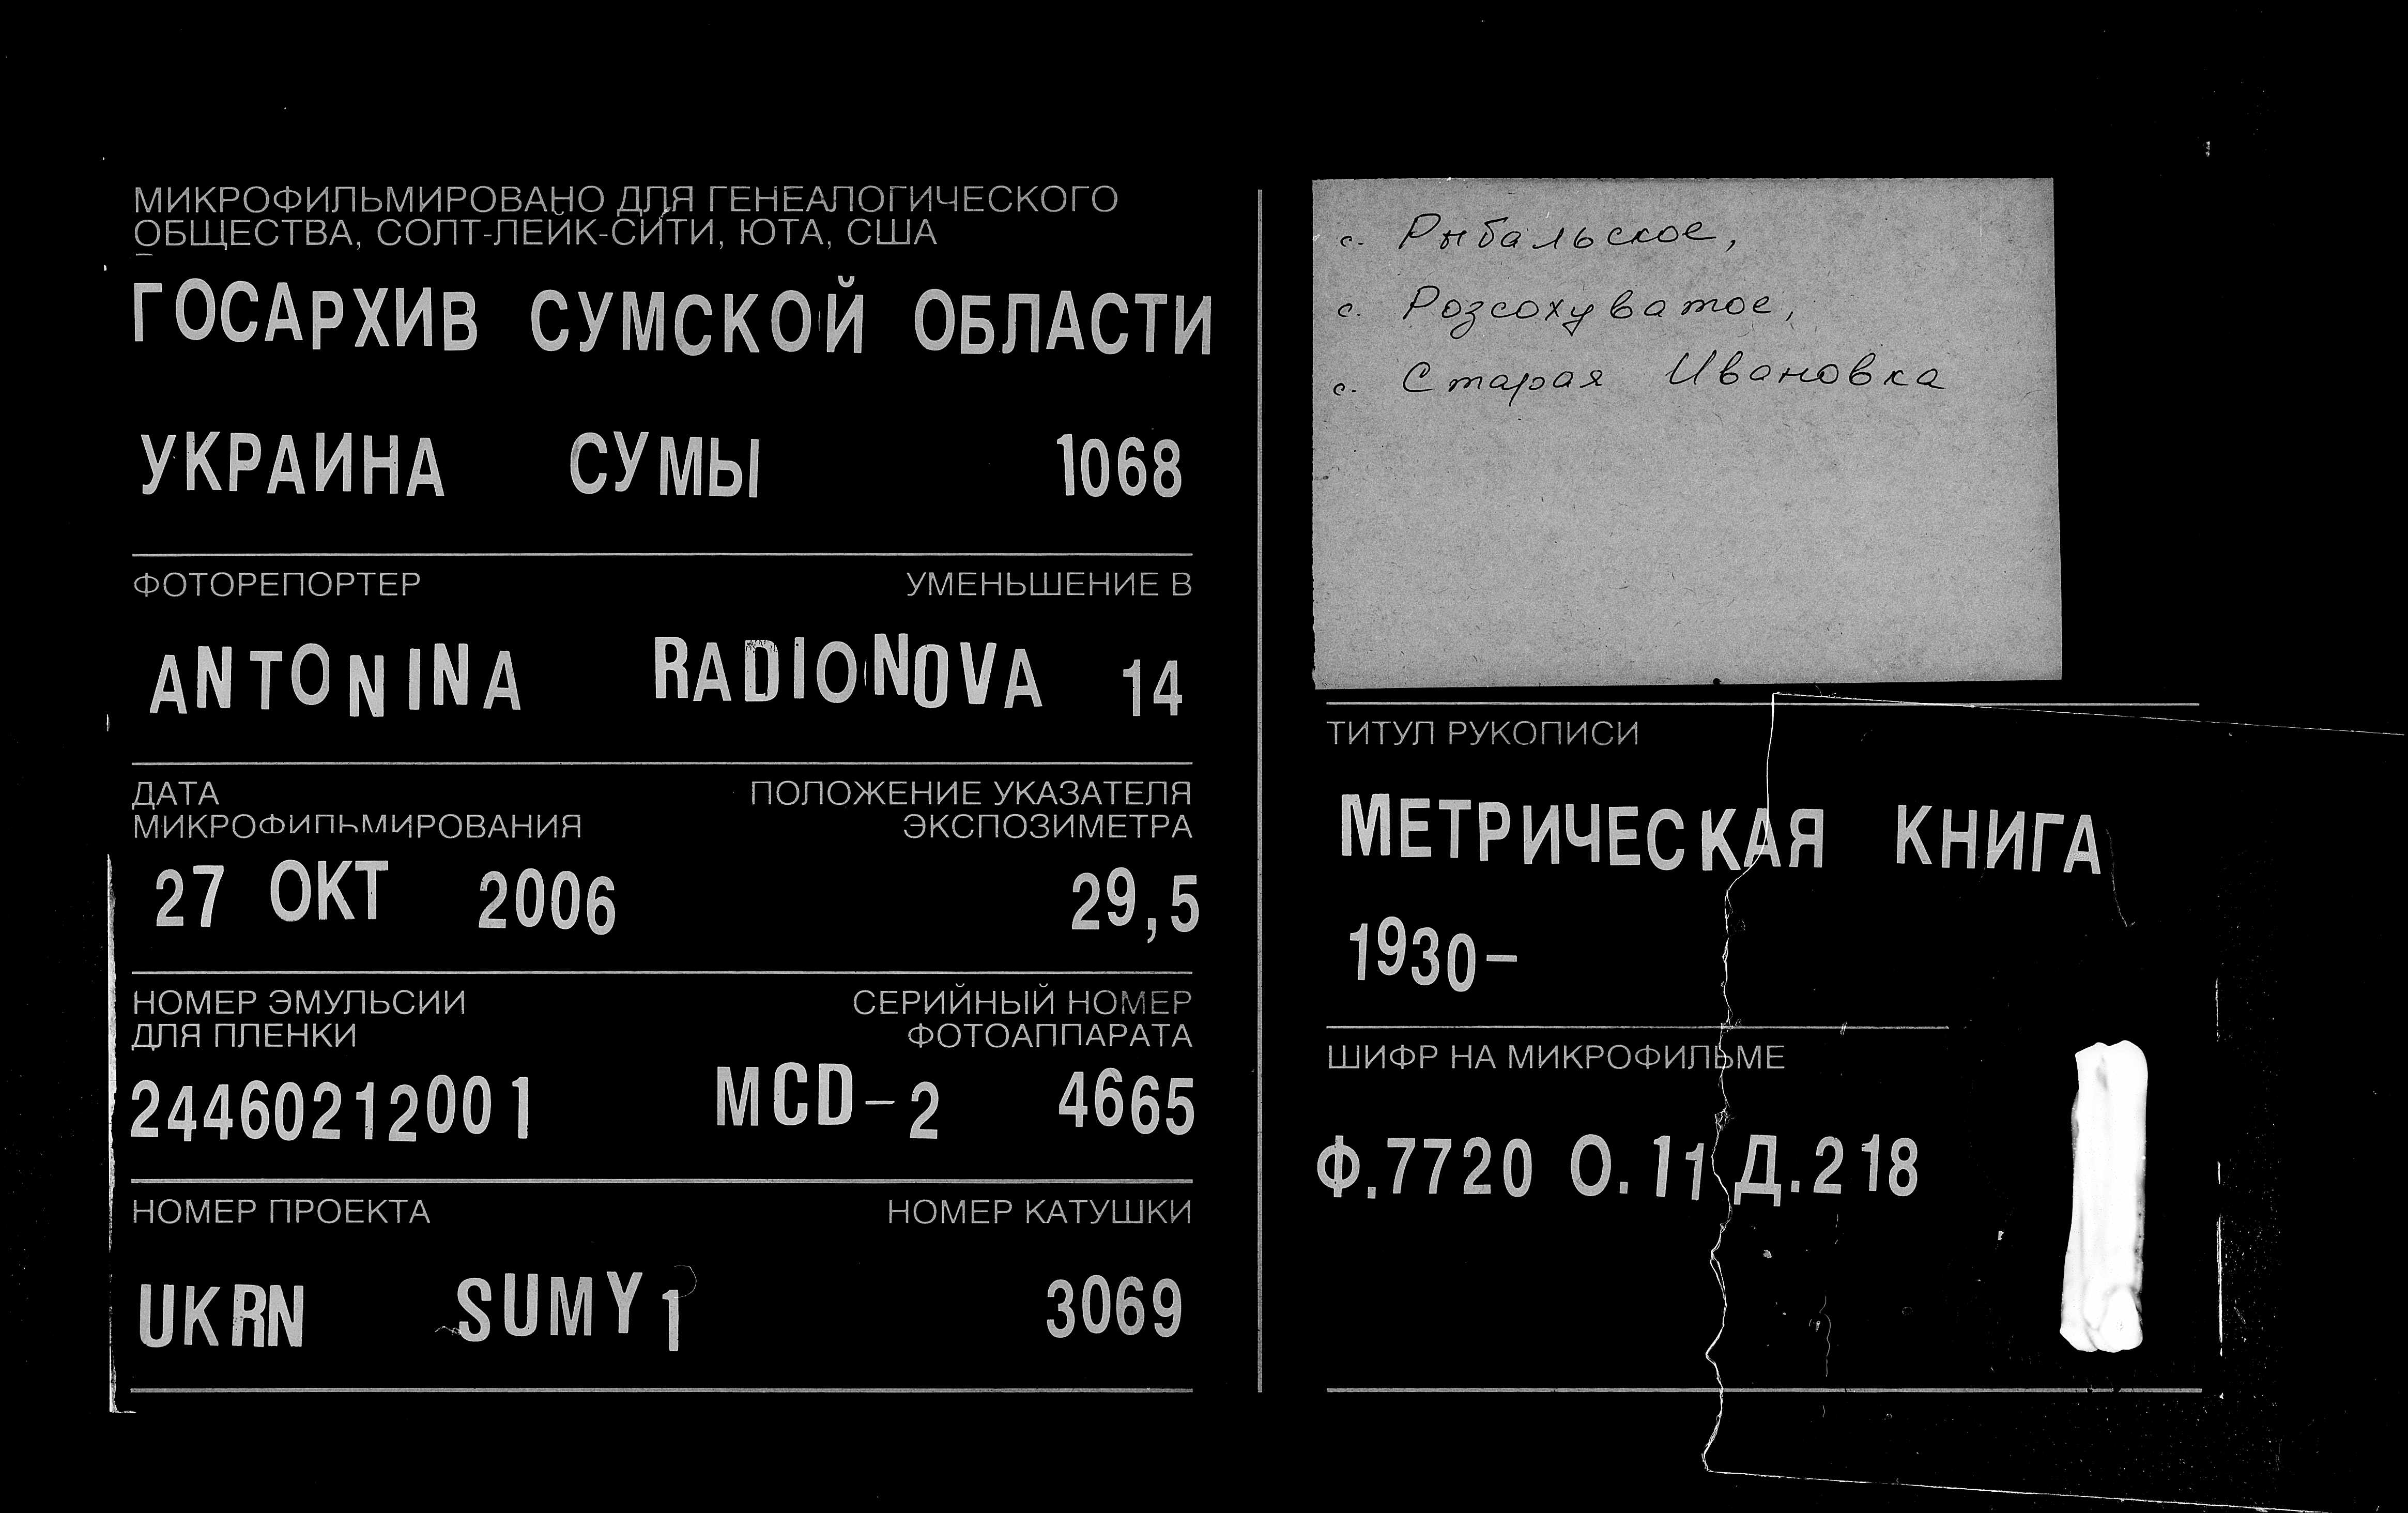 МИКРОФИЛЬМИРОВАНО ДЛЯ ГЕНЕАЛОГИЧЕСКОГО
ОБЩЕСТВА, СОЛТ-ЛЕЙК-СИТИ, ЮТА, США
ГОСАРХИВ СУМСКОЙ ОБЛАСТИ
УКРАИНА СУМЫ 1068
ФОТОРЕПОРТЕР УМЕНЬШЕНИЕ В
ANTONINA RADIONOVA 14
ДАТА ПОЛОЖЕНИЕ УКАЗАТЕЛЯ
МИКРОФИЛЬМИРОВАНИЯ ЭКСПОЗИМЕТРА
27 ОКТ 2006 29,5
НОМЕР ЭМУЛЬСИИ СЕРИЙНЫЙ НОМЕР
ДЛЯ ПЛЕНКИ ФОТОАППАРАТА
24460212001 MCD-2 4665
НОМЕР ПРОЕКТА НОМЕР КАТУШКИ
UKRN SUMY1 3069
с. Рыбальское,
с. Розсохуватое,
с. Старая Ивановка
ТИТУЛ РУКОПИСИ
МЕТРИЧЕСКАЯ КНИГА
1930-
ШИФР НА МИКРОФИЛЬМЕ
Ф.7720 О.11 Д.218